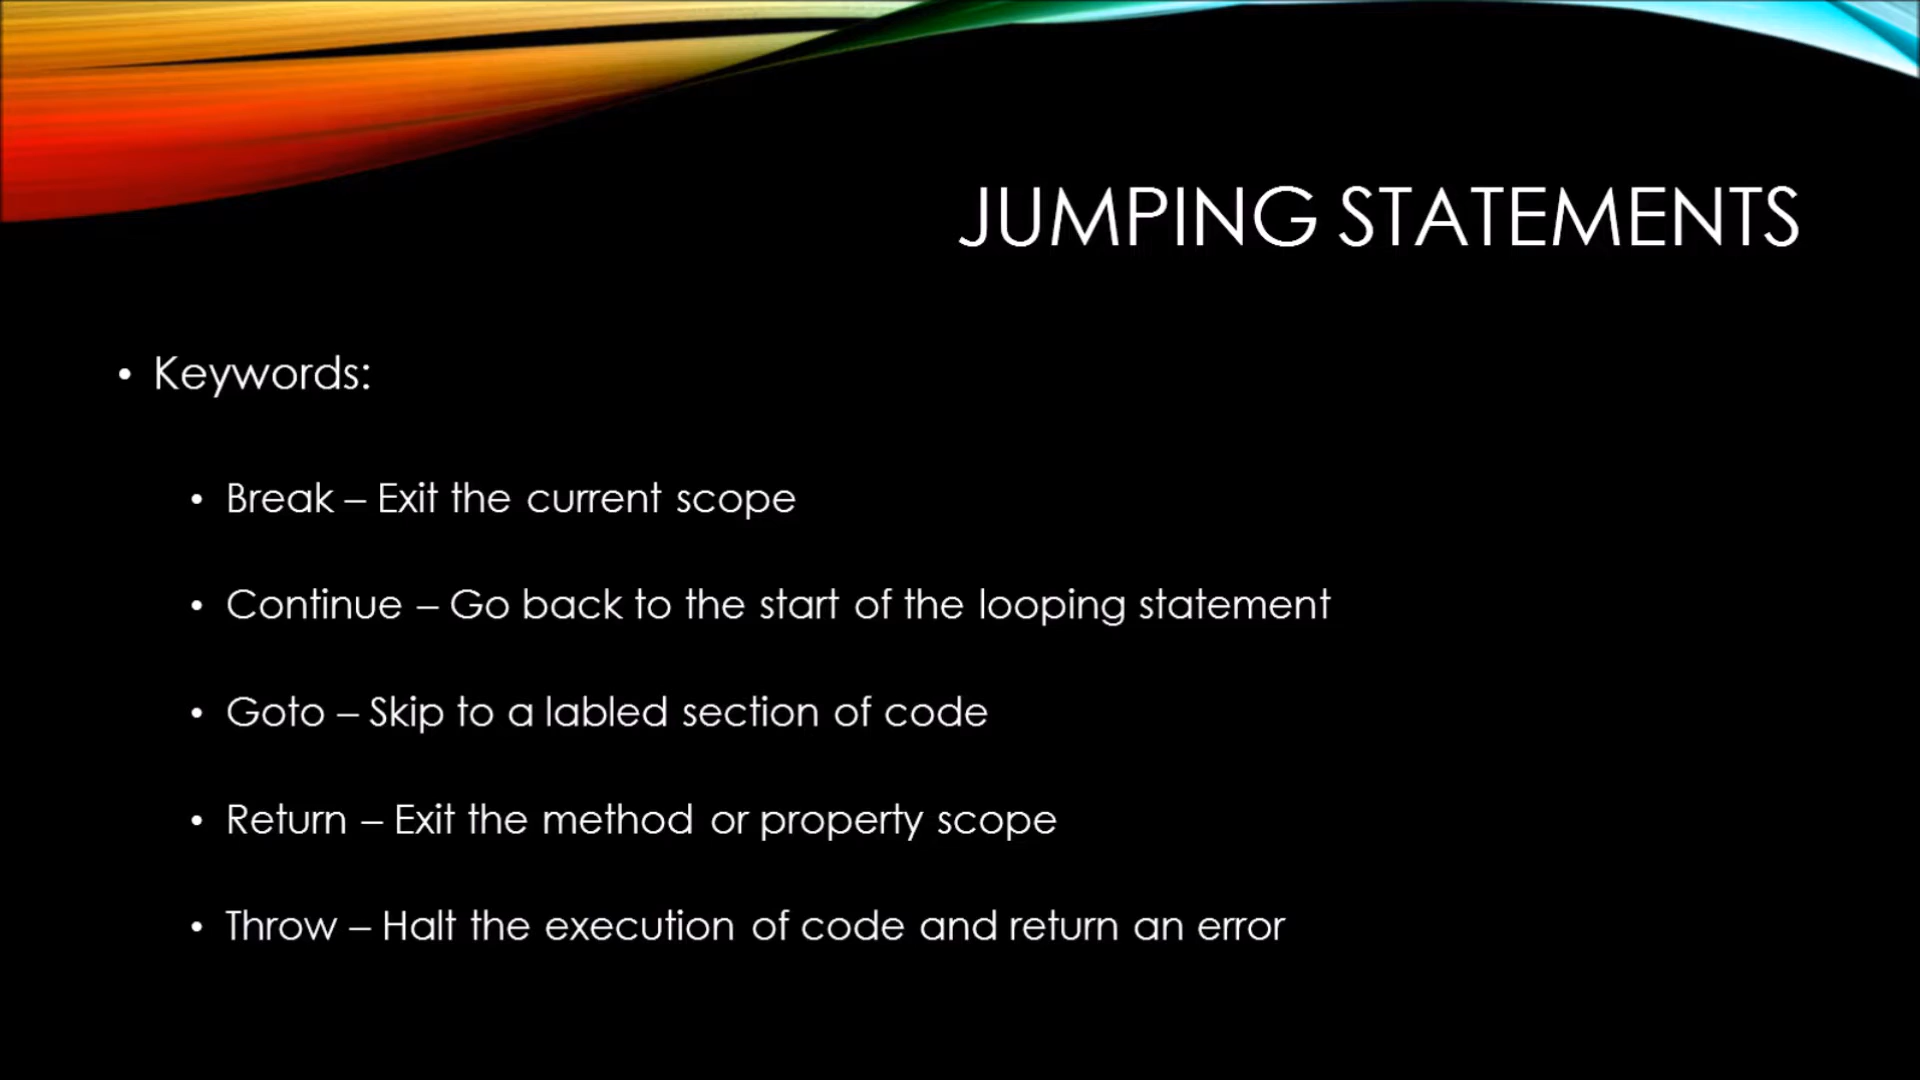 JUMPING STATEMENTS
• Keywords:
• Break – Exit the current scope
• Continue – Go back to the start of the looping statement
• Goto – Skip to a labled section of code
• Return – Exit the method or property scope
• Throw – Halt the execution of code and return an error